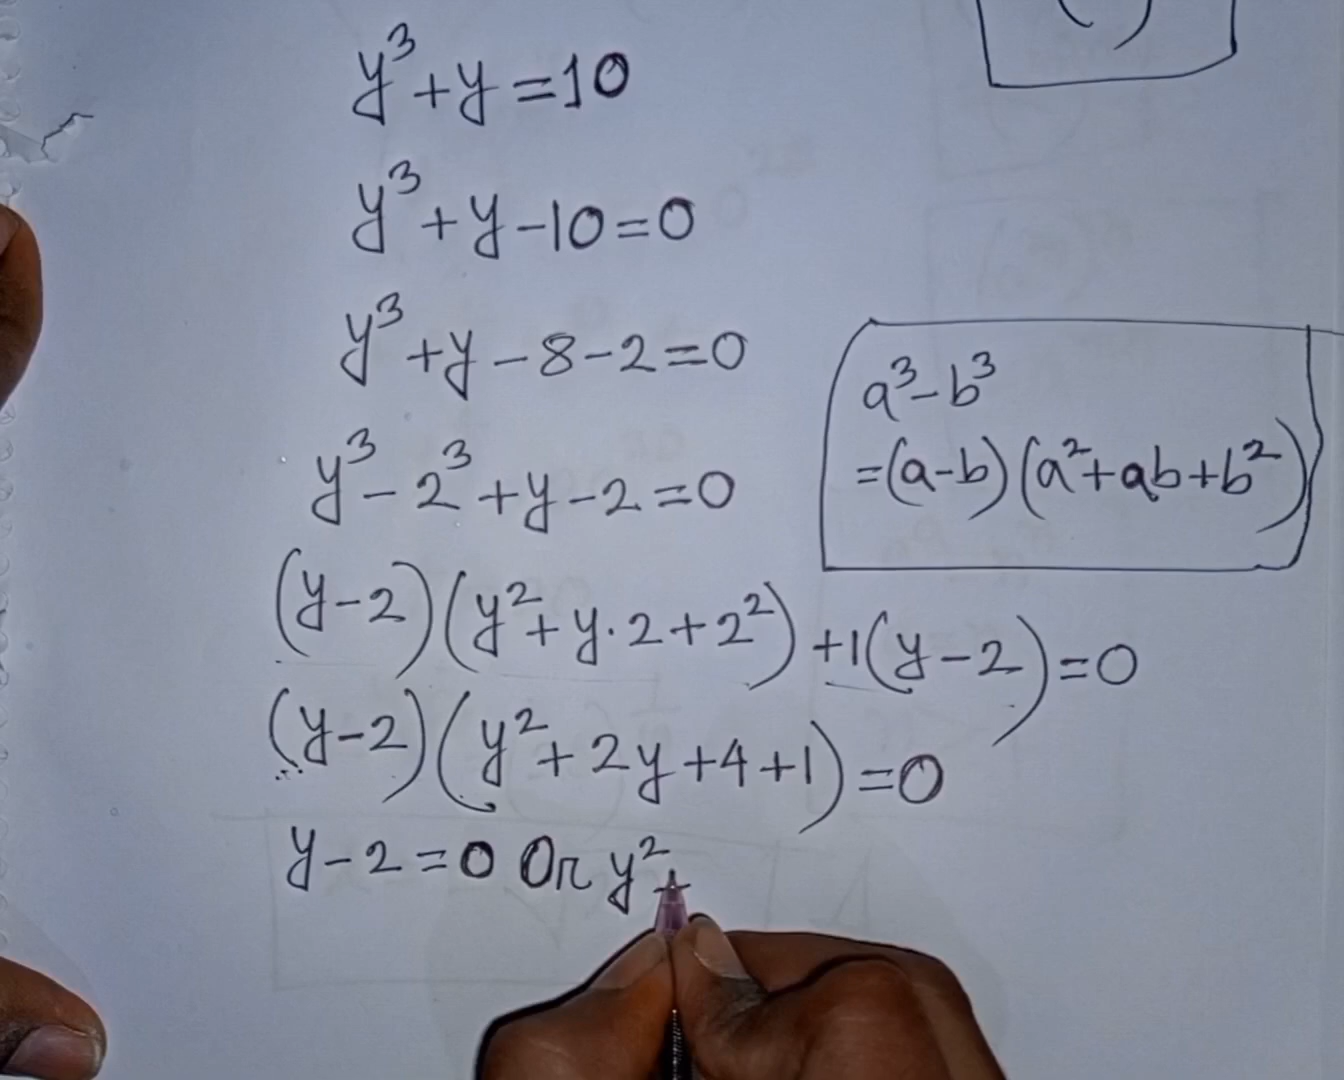 y³+y=10
y³+y-10=0
y³+y-8-2=0
y³-2³+y-2=0
(y-2)(y²+y·2+2²)+1(y-2)=0
(y-2)(y²+2y+4+1)=0
y-2=0 Or y²+
a³-b³
=(a-b)(a²+ab+b²)